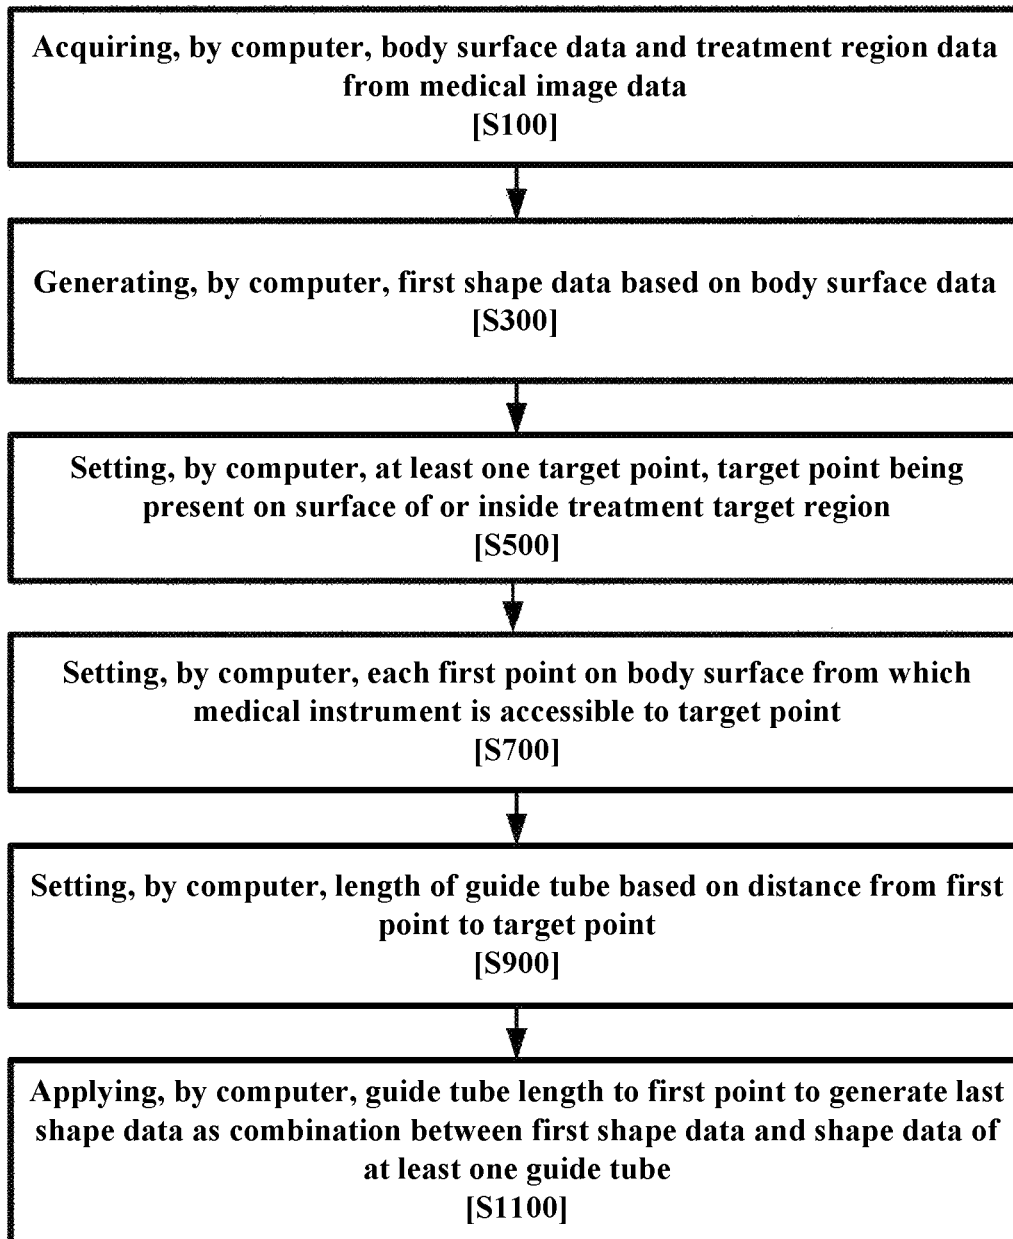 Acquiring, by computer, body surface data and treatment region data
from medical image data
[S100]
Generating, by computer, first shape data based on body surface data
[S300]
Setting, by computer, at least one target point, target point being
present on surface of or inside treatment target region
[S500]
Setting, by computer, each first point on body surface from which
medical instrument is accessible to target point
[S700]
Setting, by computer, length of guide tube based on distance from first
point to target point
[S900]
Applying, by computer, guide tube length to first point to generate last
shape data as combination between first shape data and shape data of
at least one guide tube
[S1100]